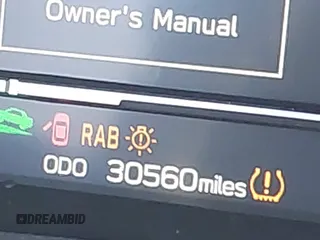 Owner's Manual
RAB
ODO 30560miles
DREAMBID